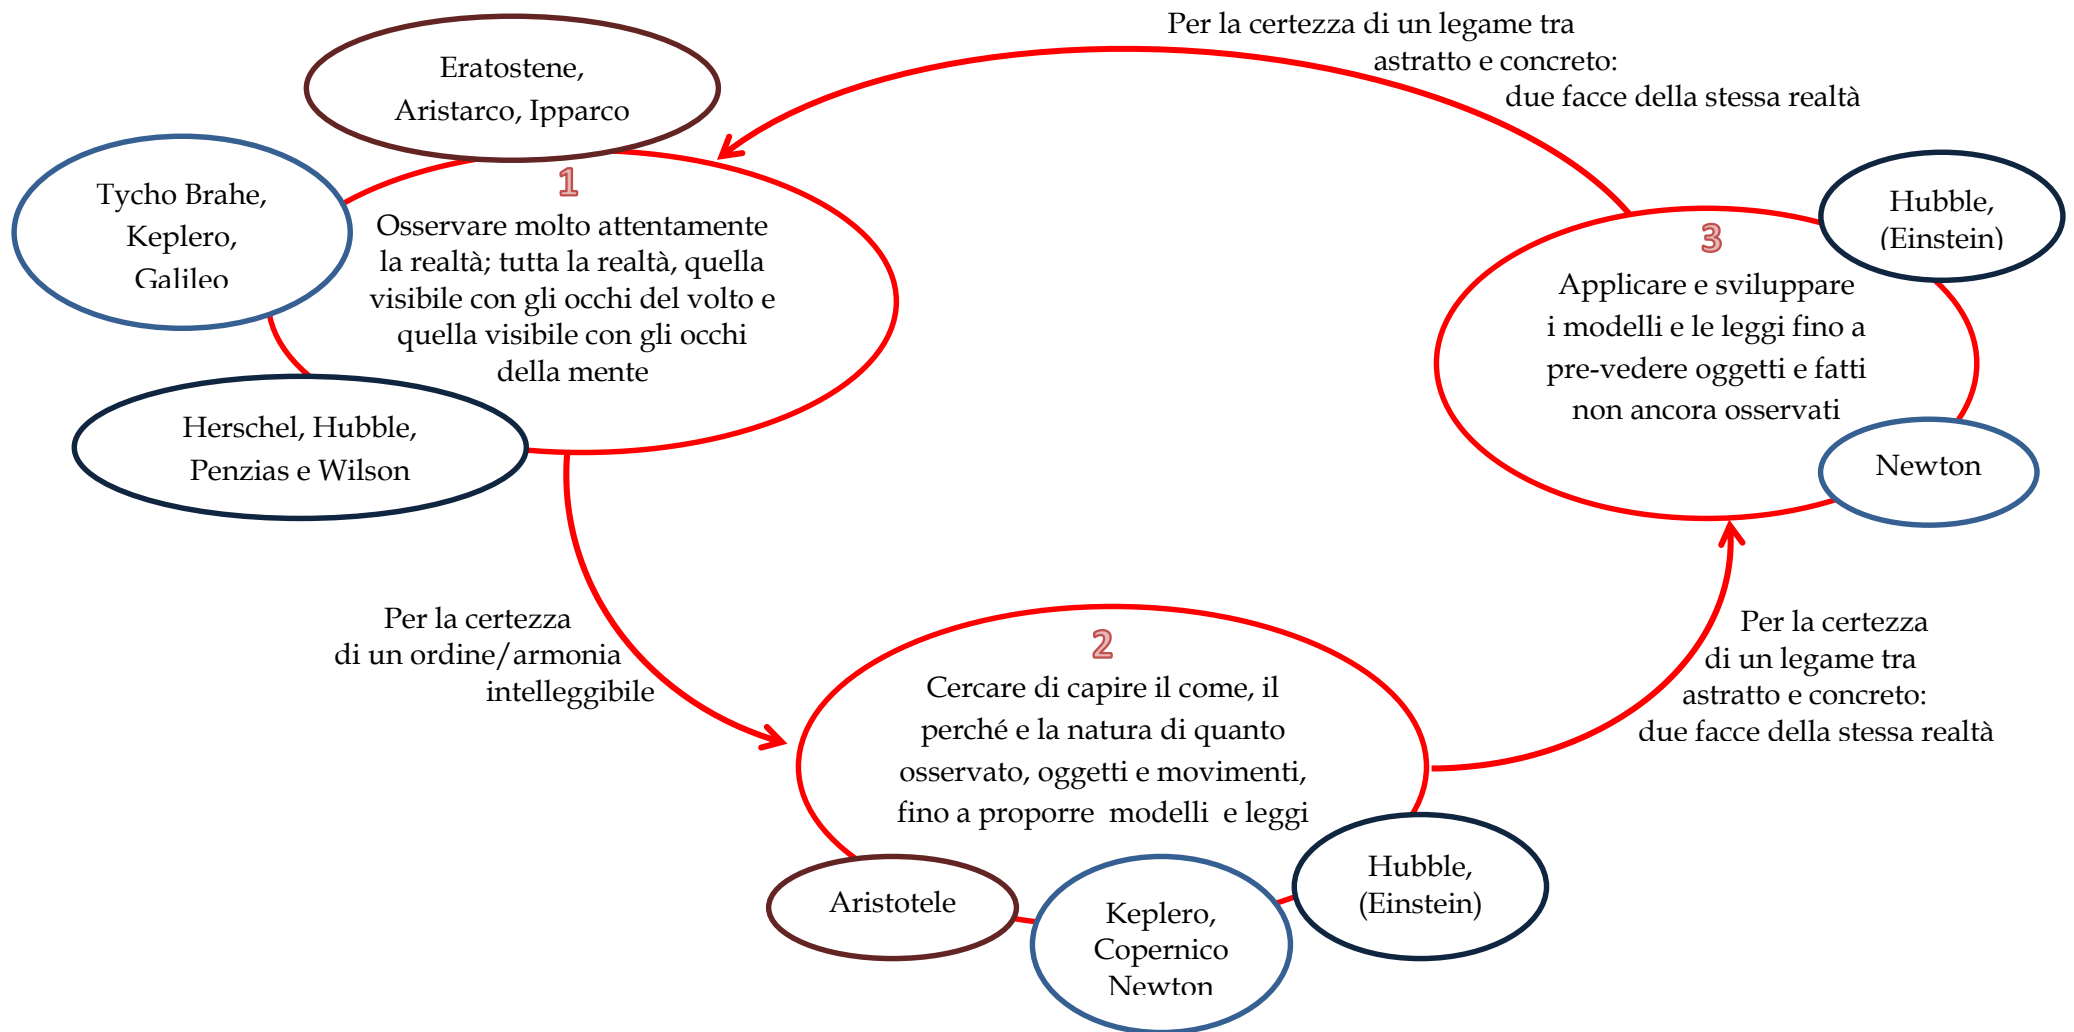 Per la certezza di un legame tra
astratto e concreto:
due facce della stessa realtà
Eratostene,
Aristarco, Ipparco
Tycho Brahe,
Keplero,
Galileo
1
Osservare molto attentamente
la realtà; tutta la realtà, quella
visibile con gli occhi del volto e
quella visibile con gli occhi
della mente
Herschel, Hubble,
Penzias e Wilson
Hubble,
(Einstein)
3
Applicare e sviluppare
i modelli e le leggi fino a
pre-vedere oggetti e fatti
non ancora osservati
Newton
Per la certezza
di un ordine/armonia
intelleggibile
2
Cercare di capire il come, il
perché e la natura di quanto
osservato, oggetti e movimenti,
fino a proporre modelli e leggi
Per la certezza
di un legame tra
astratto e concreto:
due facce della stessa realtà
Aristotele
Keplero,
Copernico
Newton
Hubble,
(Einstein)